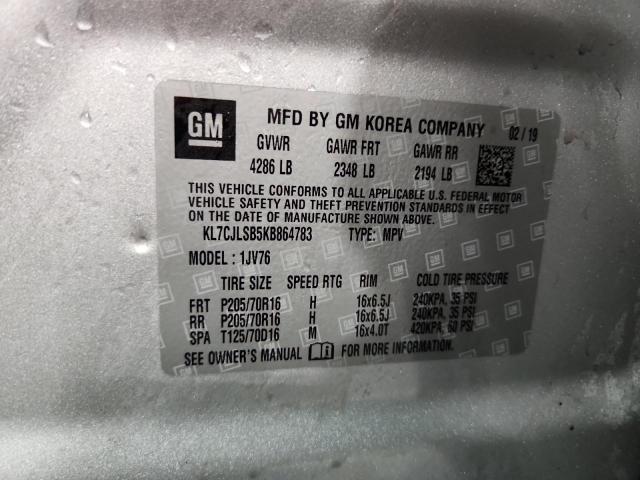 GM MFD BY GM KOREA COMPANY 02/19
GVWR GAWR FRT GAWR RR
4286 LB 2348 LB 2194 LB
THIS VEHICLE CONFORMS TO ALL APPLICABLE U.S. FEDERAL MOTOR
VEHICLE SAFETY AND THEFT PREVENTION STANDARDS IN EFFECT
ON THE DATE OF MANUFACTURE SHOWN ABOVE.
KL7CJLSB5KB864783 TYPE: MPV
MODEL : 1JV76
TIRE SIZE SPEED RTG RIM COLD TIRE PRESSURE
FRT P205/70R16 H 16x6.5J 240KPA, 35 PSI
RR P205/70R16 H 16x6.5J 240KPA, 35 PSI
SPA T125/70D16 M 16x4.0T 420KPA, 60 PSI
SEE OWNER'S MANUAL FOR MORE INFORMATION.